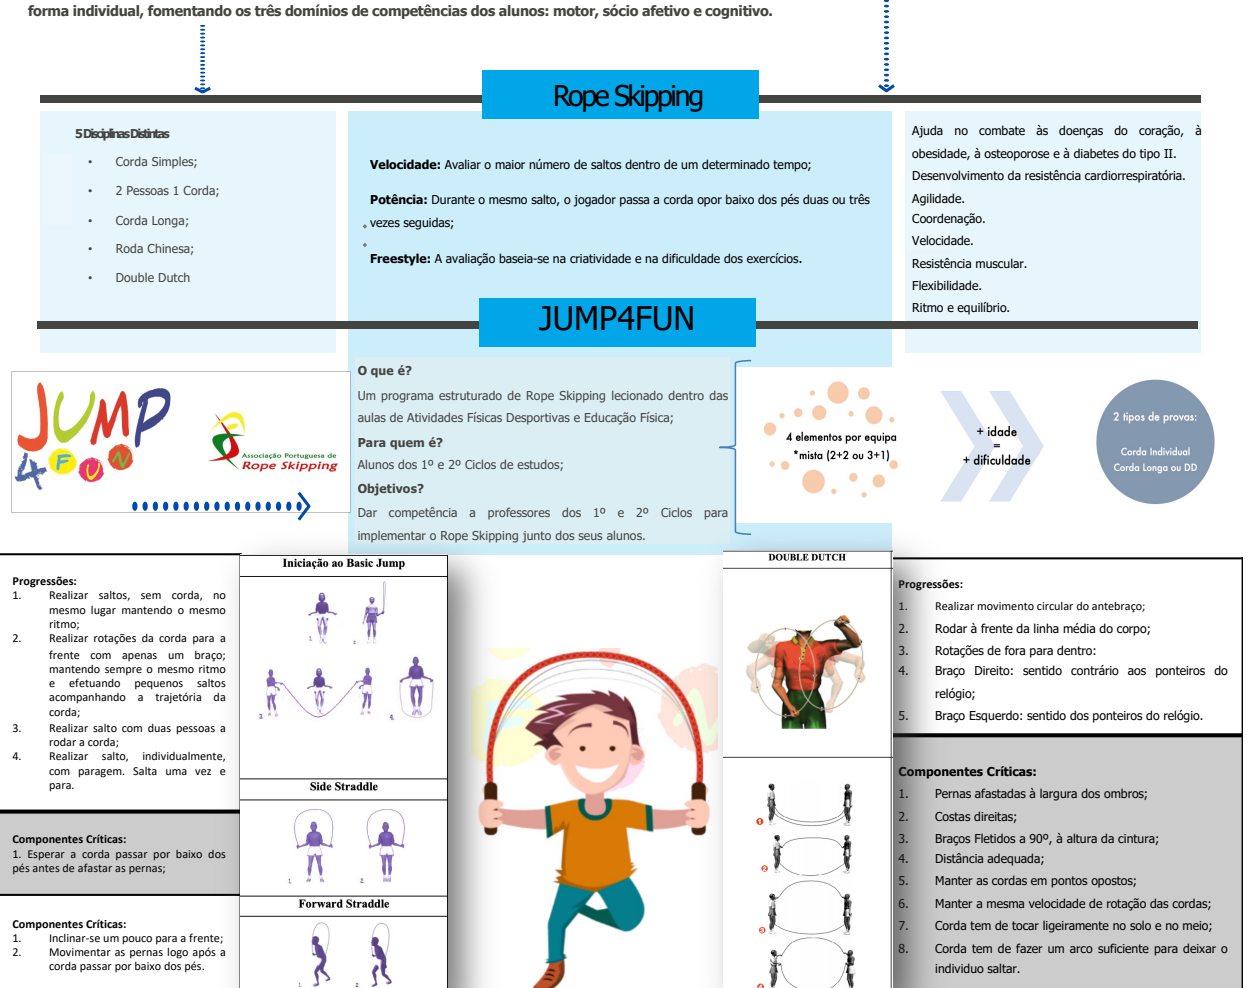 forma individual, fomentando os três domínios de competências dos alunos: motor, sócio afetivo e cognitivo.
Rope Skipping
5 Disciplinas Distintas
• Corda Simples;
• 2 Pessoas 1 Corda;
• Corda Longa;
• Roda Chinesa;
• Double Dutch
Velocidade: Avaliar o maior número de saltos dentro de um determinado tempo;
Potência: Durante o mesmo salto, o jogador passa a corda opor baixo dos pés duas ou três
vezes seguidas;
Freestyle: A avaliação baseia-se na criatividade e na dificuldade dos exercícios.
Ajuda no combate às doenças do coração, à
obesidade, à osteoporose e à diabetes do tipo II.
Desenvolvimento da resistência cardiorrespiratória.
Agilidade.
Coordenação.
Velocidade.
Resistência muscular.
Flexibilidade.
Ritmo e equilíbrio.
JUMP4FUN
JUMP
4FUN
Associação Portuguesa de
Rope Skipping
O que é?
Um programa estruturado de Rope Skipping lecionado dentro das
aulas de Atividades Físicas Desportivas e Educação Física;
Para quem é?
Alunos dos 1º e 2º Ciclos de estudos;
Objetivos?
Dar competência a professores dos 1º e 2º Ciclos para
implementar o Rope Skipping junto dos seus alunos.
4 elementos por equipa
*mista (2+2 ou 3+1)
+ idade
=
+ dificuldade
2 tipos de provas:
Corda Individual
Corda Longa ou DD
Progressões:
1. Realizar saltos, sem corda, no
mesmo lugar mantendo o mesmo
ritmo;
2. Realizar rotações da corda para a
frente com apenas um braço;
mantendo sempre o mesmo ritmo
e efetuando pequenos saltos
acompanhando a trajetória da
corda;
3. Realizar salto com duas pessoas a
rodar a corda;
4. Realizar salto, individualmente,
com paragem. Salta uma vez e
para.
Componentes Críticas:
1. Esperar a corda passar por baixo dos
pés antes de afastar as pernas;
Componentes Críticas:
1. Inclinar-se um pouco para a frente;
2. Movimentar as pernas logo após a
corda passar por baixo dos pés.
Iniciação ao Basic Jump
1. 2.
3. 4.
Side Straddle
1. 2.
Forward Straddle
1. 2.
DOUBLE DUTCH
1
2
3
4
Progressões:
1. Realizar movimento circular do antebraço;
2. Rodar à frente da linha média do corpo;
3. Rotações de fora para dentro:
4. Braço Direito: sentido contrário aos ponteiros do
relógio;
5. Braço Esquerdo: sentido dos ponteiros do relógio.
Componentes Críticas:
1. Pernas afastadas à largura dos ombros;
2. Costas direitas;
3. Braços Fletidos a 90º, à altura da cintura;
4. Distância adequada;
5. Manter as cordas em pontos opostos;
6. Manter a mesma velocidade de rotação das cordas;
7. Corda tem de tocar ligeiramente no solo e no meio;
8. Corda tem de fazer um arco suficiente para deixar o
individuo saltar.